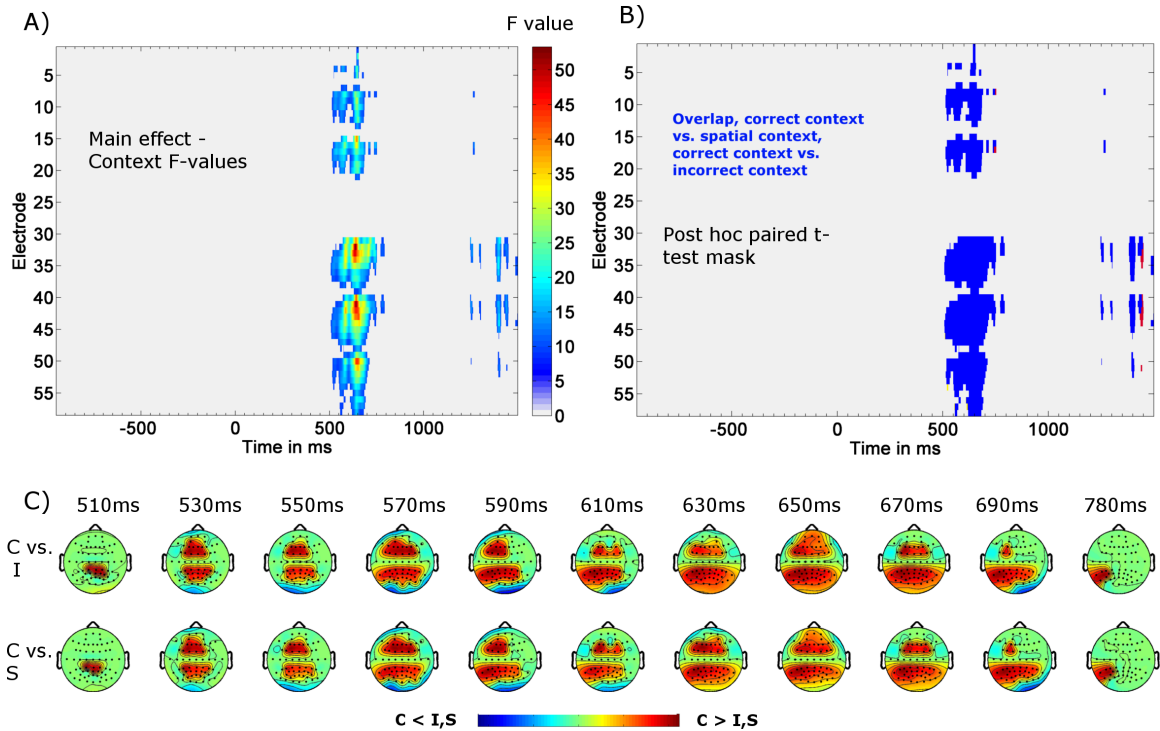 A)
F value
B)
5
10
15
20
25
30
35
40
45
50
55
Electrode
Main effect -
Context F-values
-500
0
500
1000
Time in ms
50
45
40
35
30
25
20
15
10
5
0
5
10
15
20
25
30
35
40
45
50
55
Electrode
Overlap, correct context
vs. spatial context,
correct context vs.
incorrect context
Post hoc paired t-
test mask
-500
0
500
1000
Time in ms
C)
510ms
530ms
550ms
570ms
590ms
610ms
630ms
650ms
670ms
690ms
780ms
C vs.
I
C vs.
S
C < I,S
C > I,S